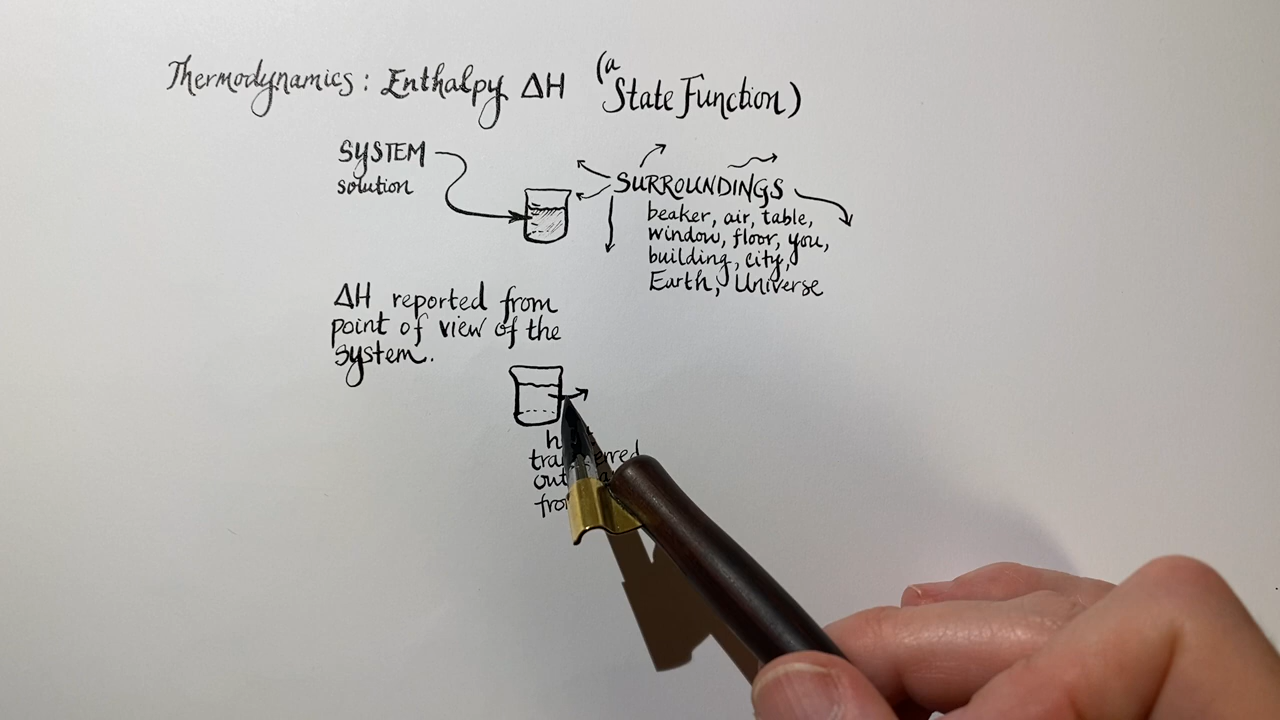 Thermodynamics: Enthalpy ΔH (a State Function)
SYSTEM
solution
SURROUNDINGS
beaker, air, table,
window, floor, you,
building, city,
Earth, Universe
ΔH reported from
point of view of the
system.